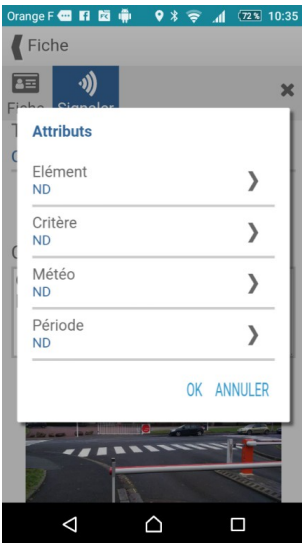 Orange F 72% 10:35
Fiche
Fiche Signaler
Attributs
Elément
ND
Critère
ND
Météo
ND
Période
ND
OK ANNULER